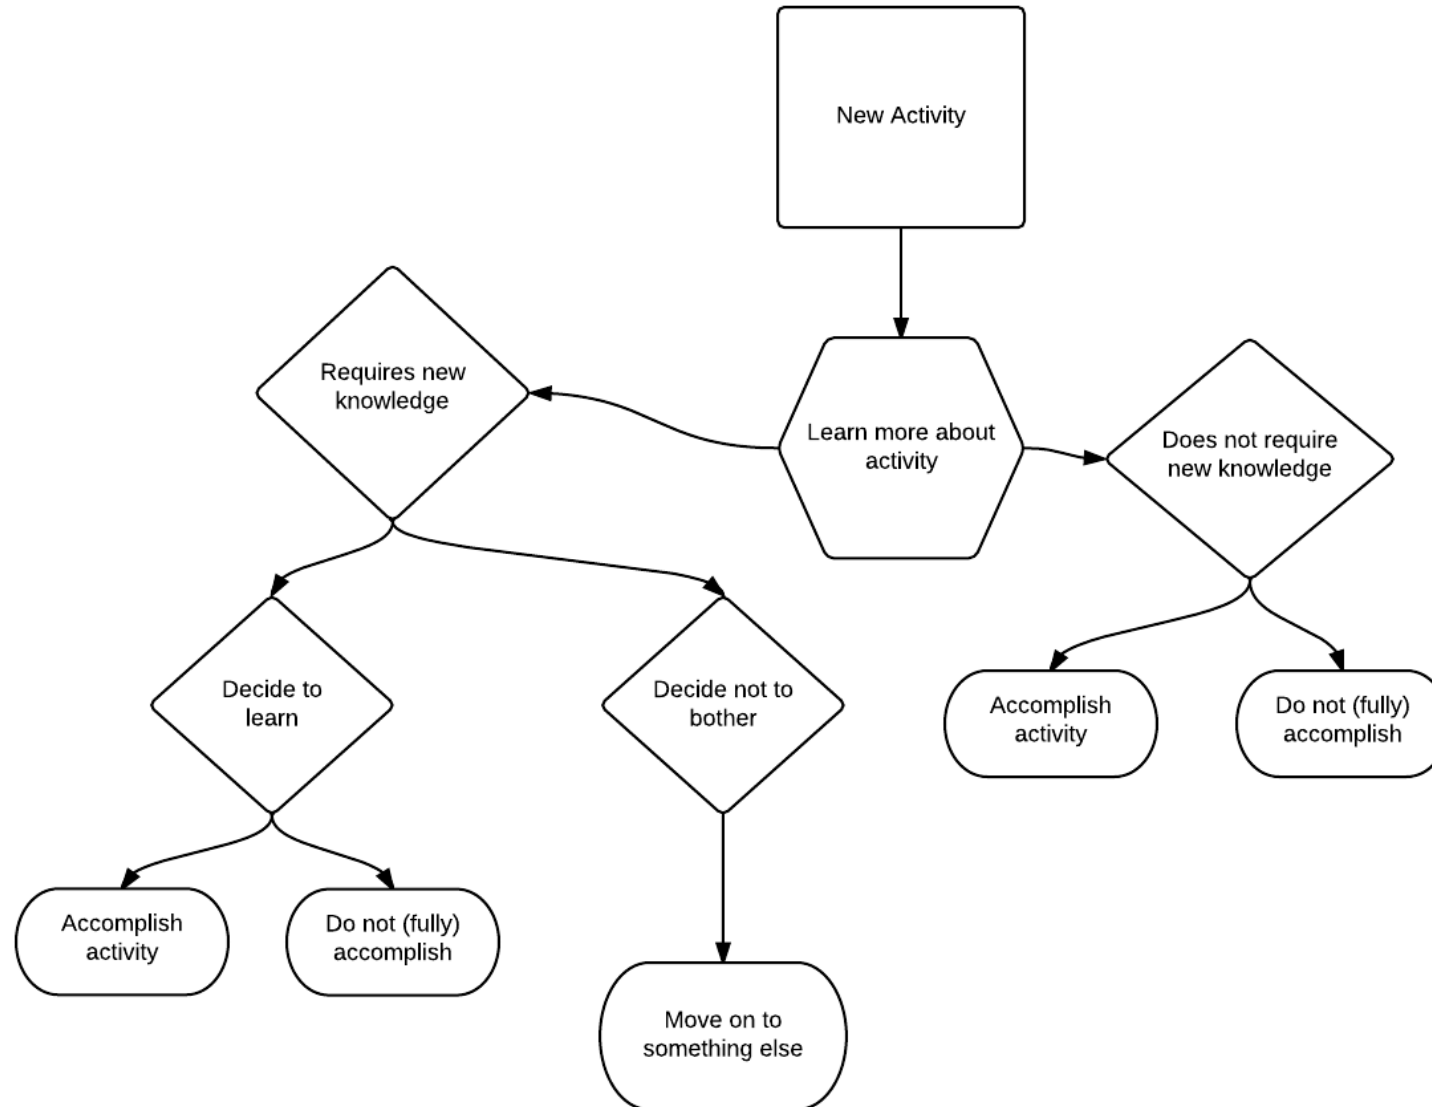 New Activity
Requires new
knowledge
Learn more about
activity
Does not require
new knowledge
Decide to
learn
Decide not to
bother
Accomplish
activity
Do not (fully)
accomplish
Accomplish
activity
Do not (fully)
accomplish
Move on to
something else